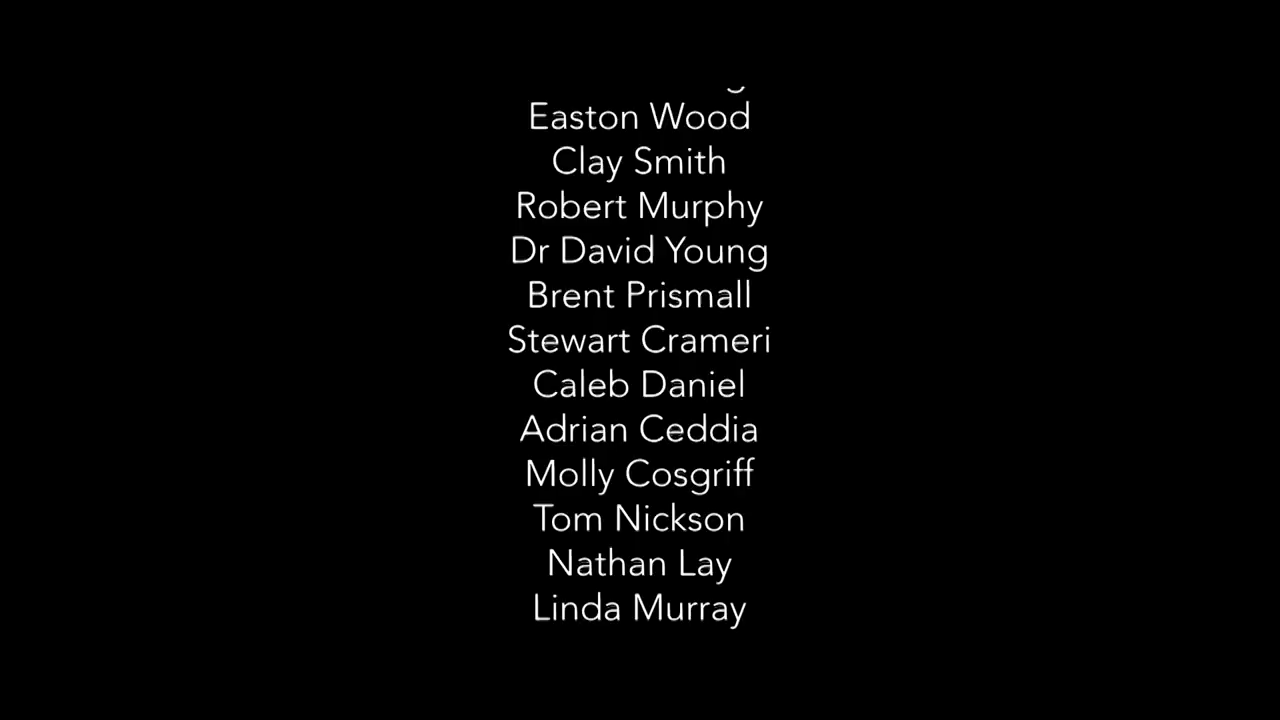 Easton Wood
Clay Smith
Robert Murphy
Dr David Young
Brent Prismall
Stewart Crameri
Caleb Daniel
Adrian Ceddia
Molly Cosgriff
Tom Nickson
Nathan Lay
Linda Murray